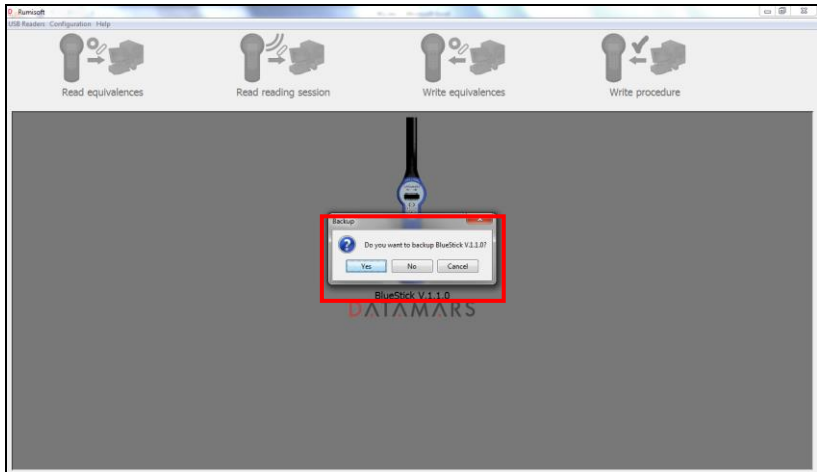 Rumisoft
USB Readers Configuration Help
Read equivalences
Read reading session
Write equivalences
Write procedure
Backup
Do you want to backup BlueStick V.1.1.0?
Yes No Cancel
BlueStick V.1.1.0
DATAMARS